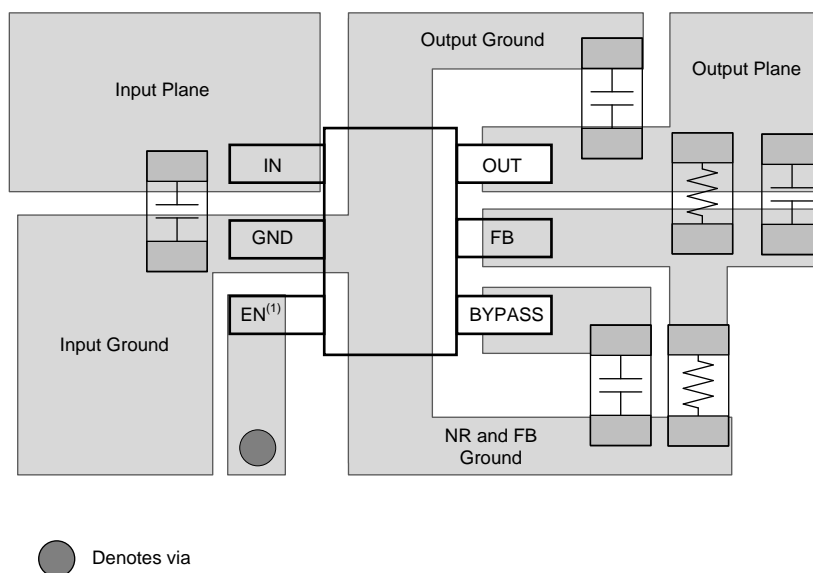 Output Ground
Input Plane
Output Plane
IN
OUT
GND
FB
EN(1)
BYPASS
Input Ground
NR and FB
Ground
Denotes via